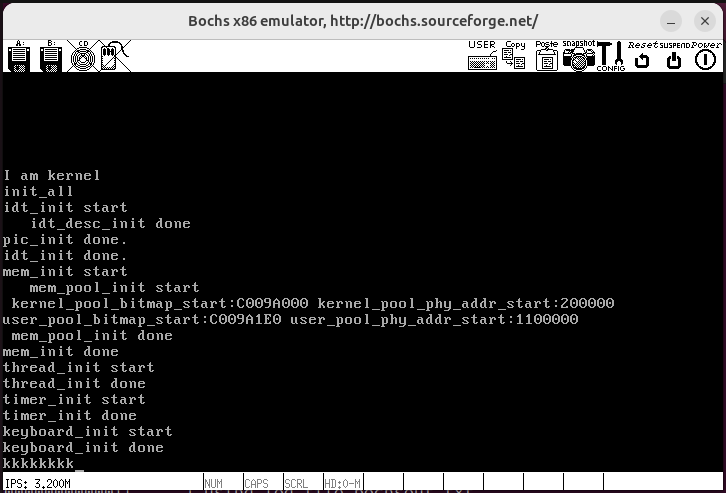 Bochs x86 emulator, http://bochs.sourceforge.net/
A: B: CD USER Copy Paste snapshot CONFIG Reset SUSPEND Power
I am kernel
init_all
idt_init start
   idt_desc_init done
pic_init done.
idt_init done.
mem_init start
   mem_pool_init start
 kernel_pool_bitmap_start:C009A000 kernel_pool_phy_addr_start:200000
user_pool_bitmap_start:C009A1E0 user_pool_phy_addr_start:1100000
 mem_pool_init done
mem_init done
thread_init start
thread_init done
timer_init start
timer_init done
keyboard_init start
keyboard_init done
kkkkkkkk_
IPS: 3,200M NUM CAPS SCRL HD:0-M